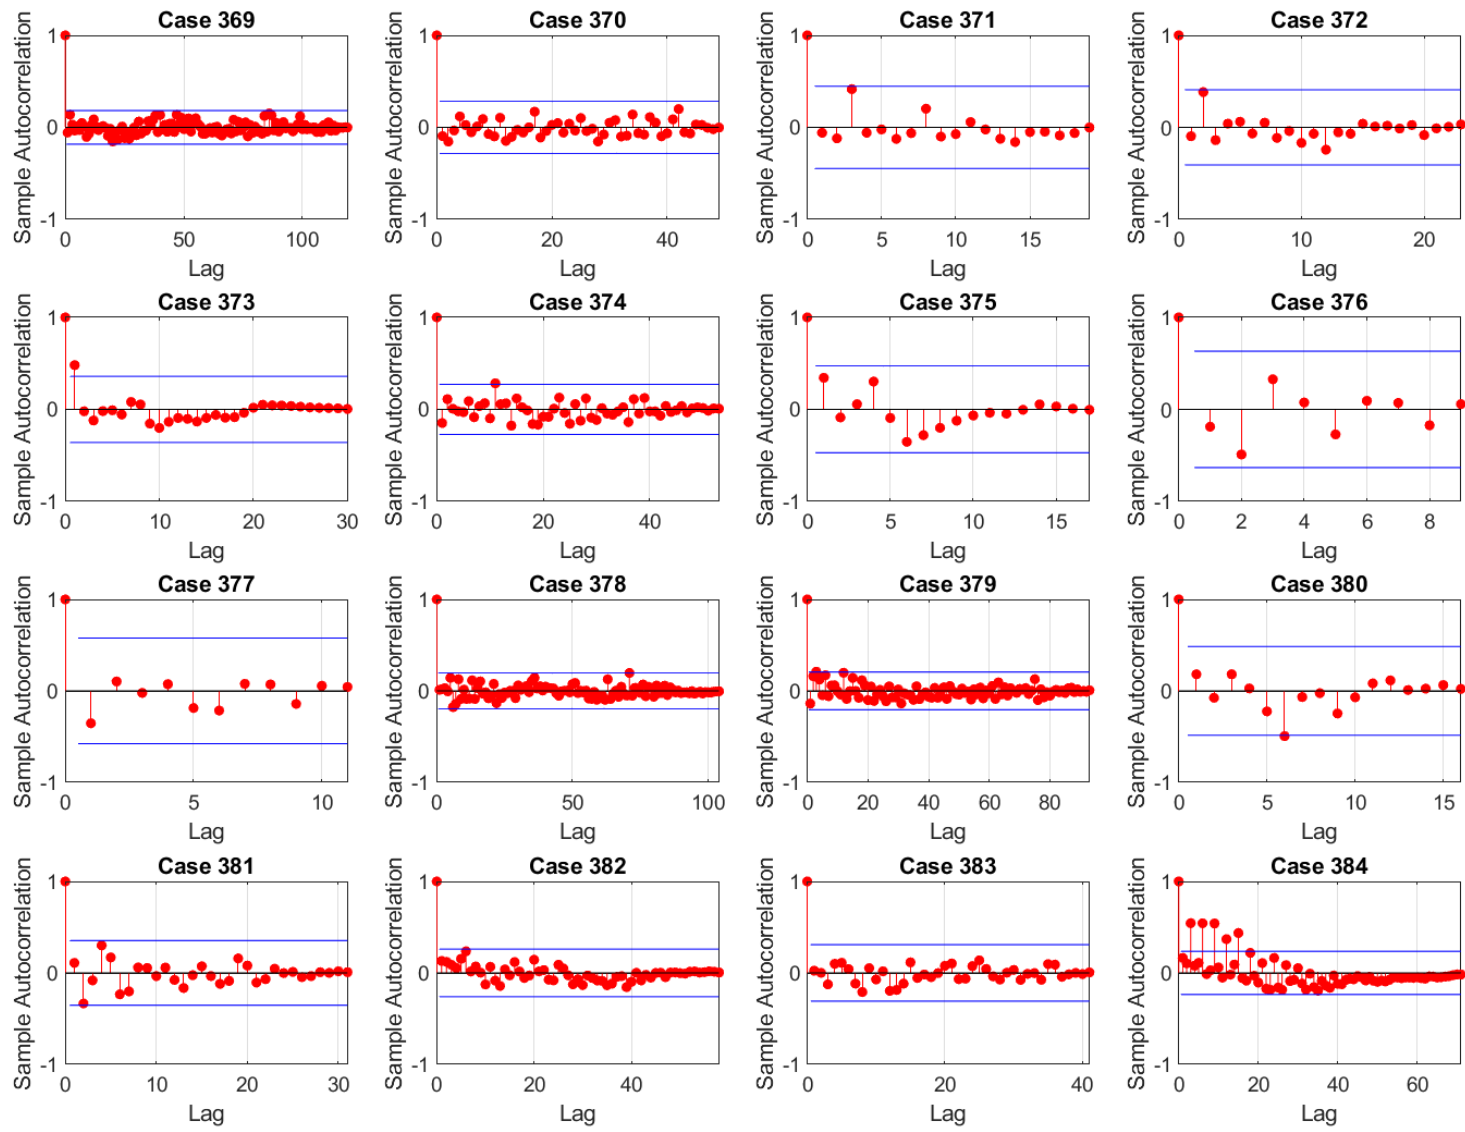 Case 369
Case 370
Case 371
Case 372
Sample Autocorrelation
1
0
-1
0
50
100
Lag
Sample Autocorrelation
1
0
-1
0
20
40
Lag
Sample Autocorrelation
1
0
-1
0
5
10
15
Lag
Sample Autocorrelation
1
0
-1
0
10
20
Lag
Case 373
Case 374
Case 375
Case 376
Sample Autocorrelation
1
0
-1
0
10
20
30
Lag
Sample Autocorrelation
1
0
-1
0
20
40
Lag
Sample Autocorrelation
1
0
-1
0
5
10
15
Lag
Sample Autocorrelation
1
0
-1
0
2
4
6
8
Lag
Case 377
Case 378
Case 379
Case 380
Sample Autocorrelation
1
0
-1
0
5
10
Lag
Sample Autocorrelation
1
0
-1
0
50
100
Lag
Sample Autocorrelation
1
0
-1
0
20
40
60
80
Lag
Sample Autocorrelation
1
0
-1
0
5
10
15
Lag
Case 381
Case 382
Case 383
Case 384
Sample Autocorrelation
1
0
-1
0
10
20
30
Lag
Sample Autocorrelation
1
0
-1
0
20
40
Lag
Sample Autocorrelation
1
0
-1
0
20
40
Lag
Sample Autocorrelation
1
0
-1
0
20
40
60
Lag